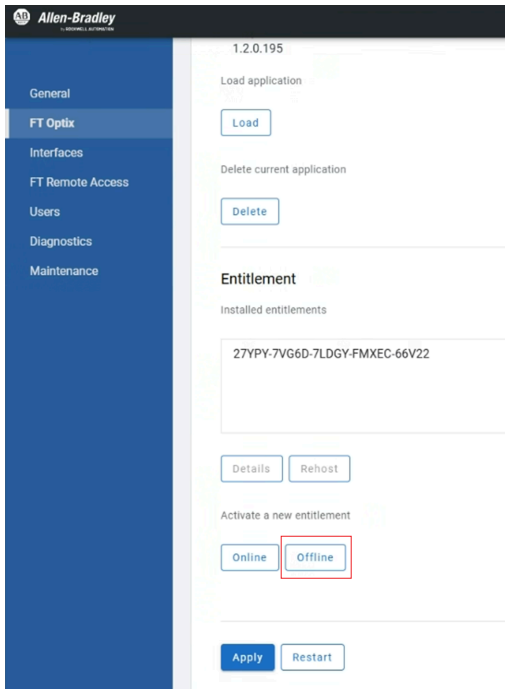 AB
Allen-Bradley
by ROCKWELL AUTOMATION
General
FT Optix
Interfaces
FT Remote Access
Users
Diagnostics
Maintenance
1.2.0.195
Load application
Load
Delete current application
Delete
Entitlement
Installed entitlements
27YPY-7VG6D-7LDGY-FMXEC-66V22
Details Rehost
Activate a new entitlement
Online Offline
Apply Restart